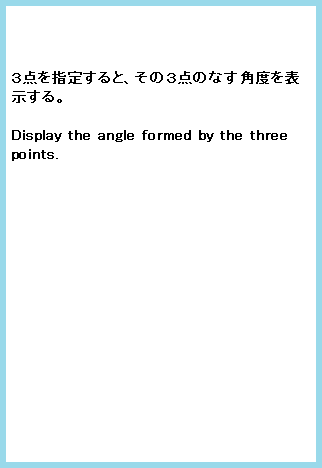 ３点を指定すると、その３点のなす角度を表
示する。
Display the angle formed by the three
points.